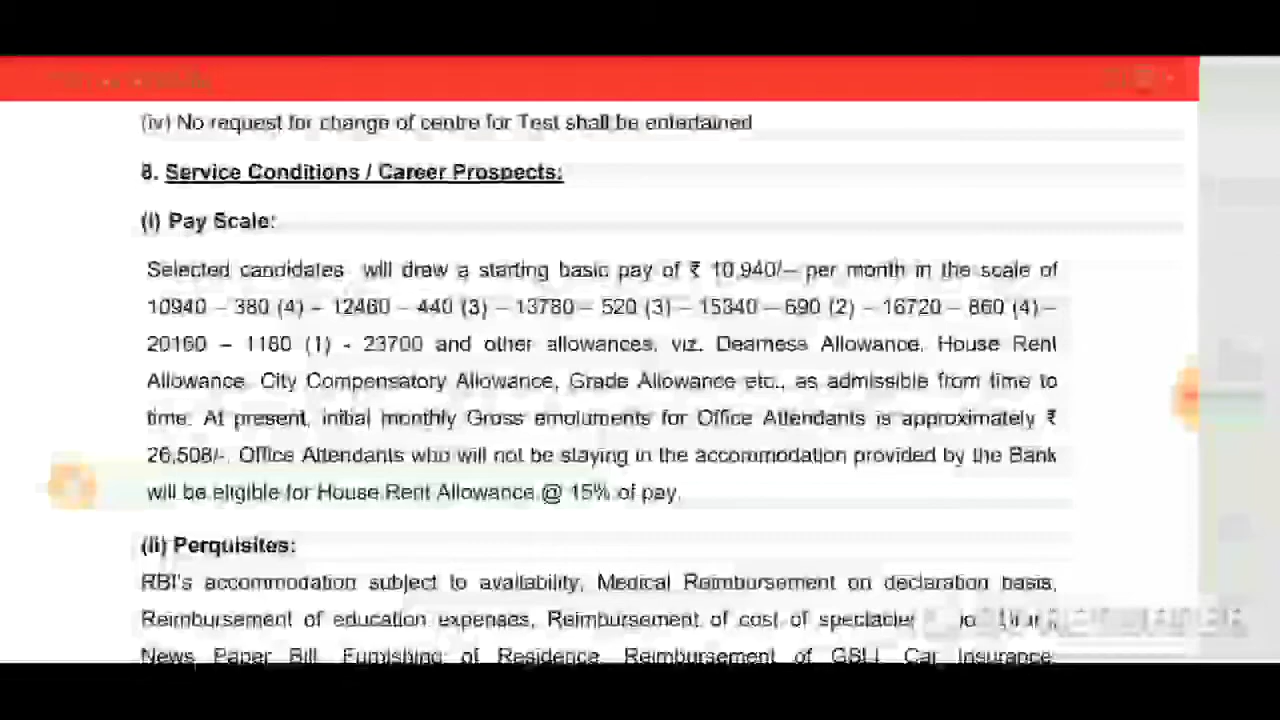 (iv) No request for change of centre for Test shall be entertained
8. Service Conditions / Career Prospects:
(i) Pay Scale:
Selected candidates will draw a starting basic pay of ₹ 10,940/– per month in the scale of
10940 – 380 (4) – 12460 – 440 (3) – 13780 – 520 (3) – 15340 – 690 (2) – 16720 – 860 (4) –
20160 – 1180 (1) - 23700 and other allowances, viz. Dearness Allowance, House Rent
Allowance, City Compensatory Allowance, Grade Allowance etc., as admissible from time to
time. At present, initial monthly Gross emoluments for Office Attendants is approximately ₹
26,508/-. Office Attendants who will not be staying in the accommodation provided by the Bank
will be eligible for House Rent Allowance @ 15% of pay.
(ii) Perquisites:
RBI's accommodation subject to availability, Medical Reimbursement on declaration basis,
Reimbursement of education expenses, Reimbursement of cost of
News Paper Bill, Furnishing of Residence, Reimbursement of GSLI, Car Insurance,